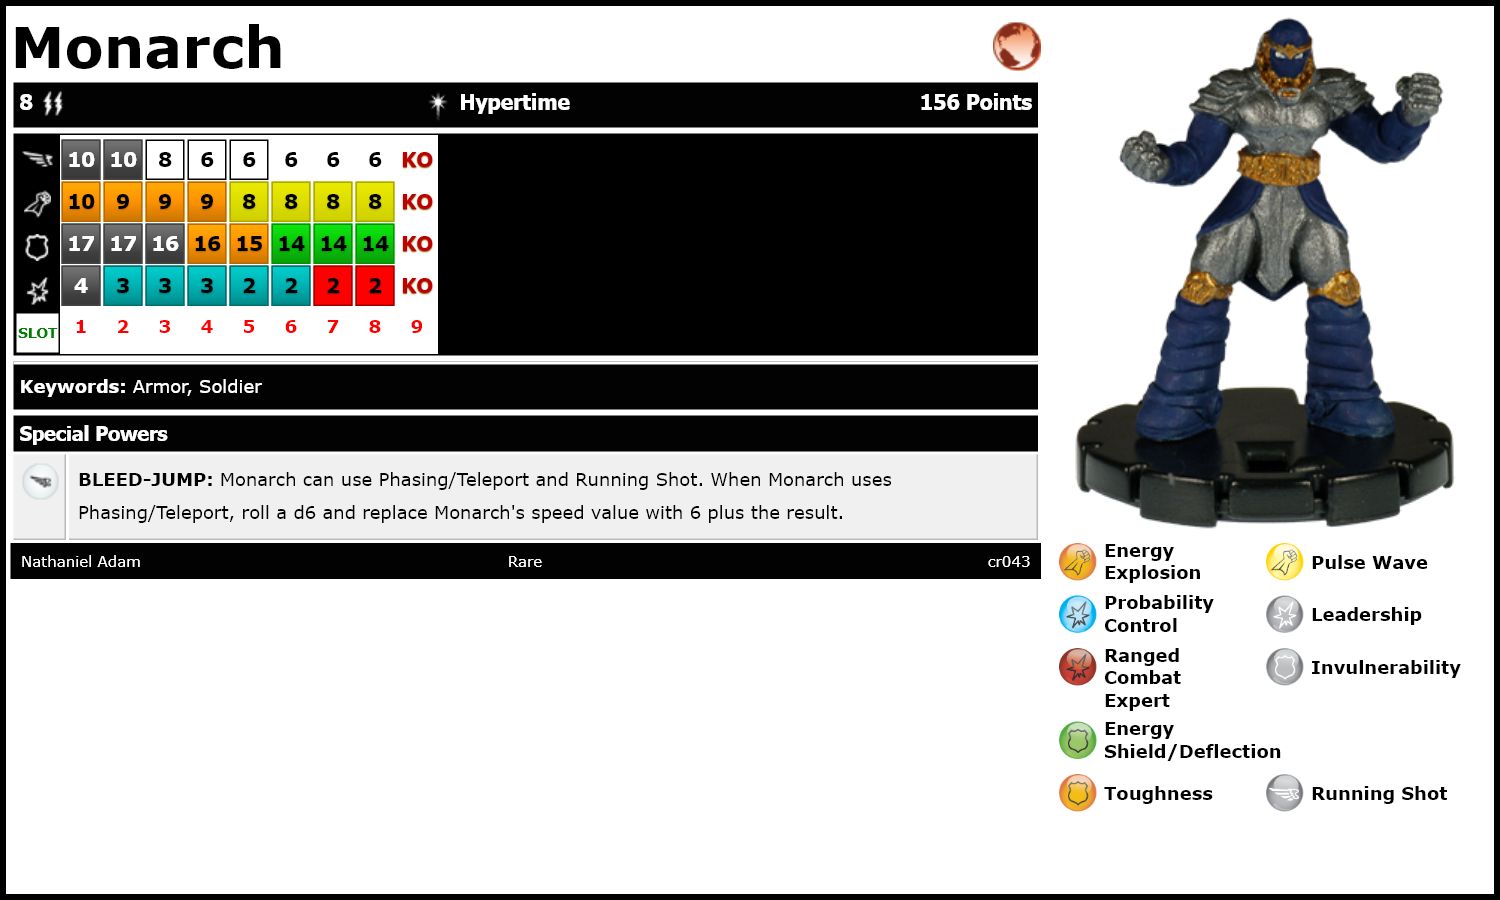 Monarch
8 Hypertime 156 Points
10 10 8 6 6 6 6 6 KO
10 9 9 9 8 8 8 8 KO
17 17 16 16 15 14 14 14 KO
4 3 3 3 2 2 2 2 KO
SLOT 1 2 3 4 5 6 7 8 9
Keywords: Armor, Soldier
Special Powers
BLEED-JUMP: Monarch can use Phasing/Teleport and Running Shot. When Monarch uses
Phasing/Teleport, roll a d6 and replace Monarch's speed value with 6 plus the result.
Nathaniel Adam Rare cr043
Energy
Explosion
Pulse Wave
Probability
Control
Leadership
Ranged
Combat
Expert
Invulnerability
Energy
Shield/Deflection
Toughness
Running Shot